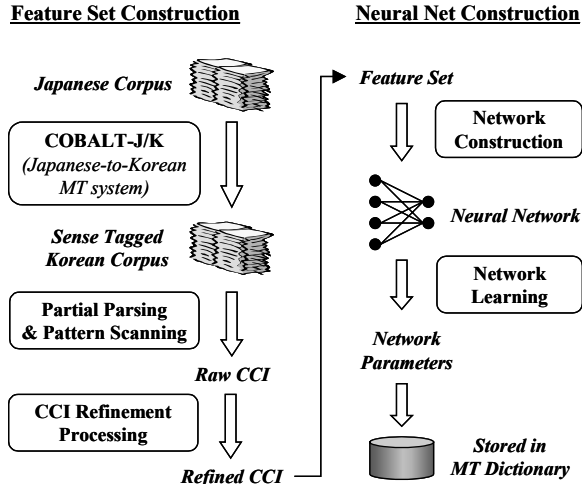 Feature Set Construction
Japanese Corpus
COBALT-J/K
(Japanese-to-Korean
MT system)
Sense Tagged
Korean Corpus
Partial Parsing
& Pattern Scanning
Raw CCI
CCI Refinement
Processing
Refined CCI
Neural Net Construction
Feature Set
Network
Construction
Neural Network
Network
Learning
Network
Parameters
Stored in
MT Dictionary